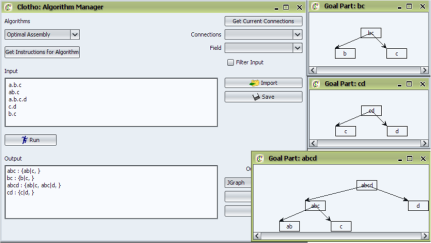 Clotho: Algorithm Manager
Algorithms
Get Current Connections
Optimal Assembly
Connections
Get Instructions for Algorithm
Field
Filter Input
Input
Import
Save
a.b.c
ab.c
a.b.c.d
c.d
b.c
Run
Output
abc : {ab|c, }
bc : {b|c, }
abcd : {ab|c, abc|d, }
cd : {c|d, }
JGraph
Goal Part: bc
bc
b c
Goal Part: cd
cd
c d
Goal Part: abcd
abcd
abc d
ab c